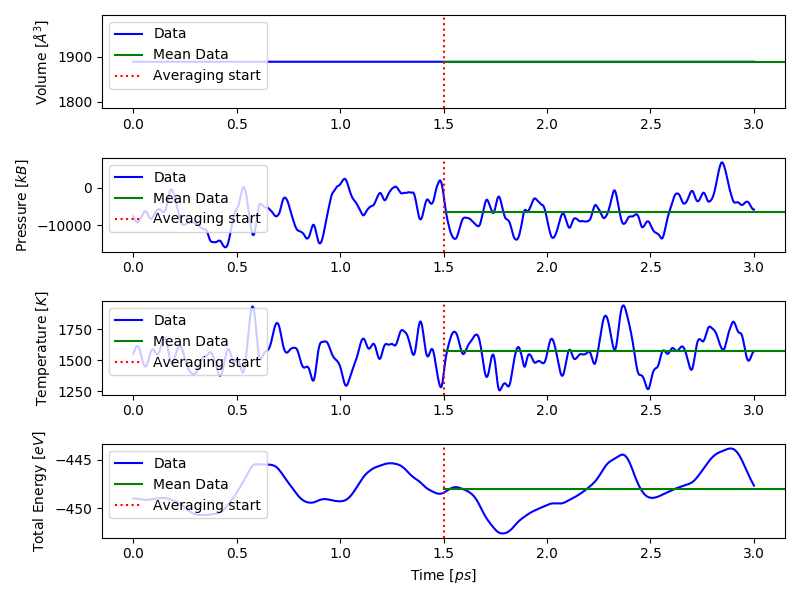 Volume [Å³]
1900
1800
Data
Mean Data
Averaging start
0.0 0.5 1.0 1.5 2.0 2.5 3.0
Pressure [kB]
0
−10000
Data
Mean Data
Averaging start
0.0 0.5 1.0 1.5 2.0 2.5 3.0
Temperature [K]
1750
1500
1250
Data
Mean Data
Averaging start
0.0 0.5 1.0 1.5 2.0 2.5 3.0
Total Energy [eV]
−445
−450
Data
Mean Data
Averaging start
0.0 0.5 1.0 1.5 2.0 2.5 3.0
Time [ps]